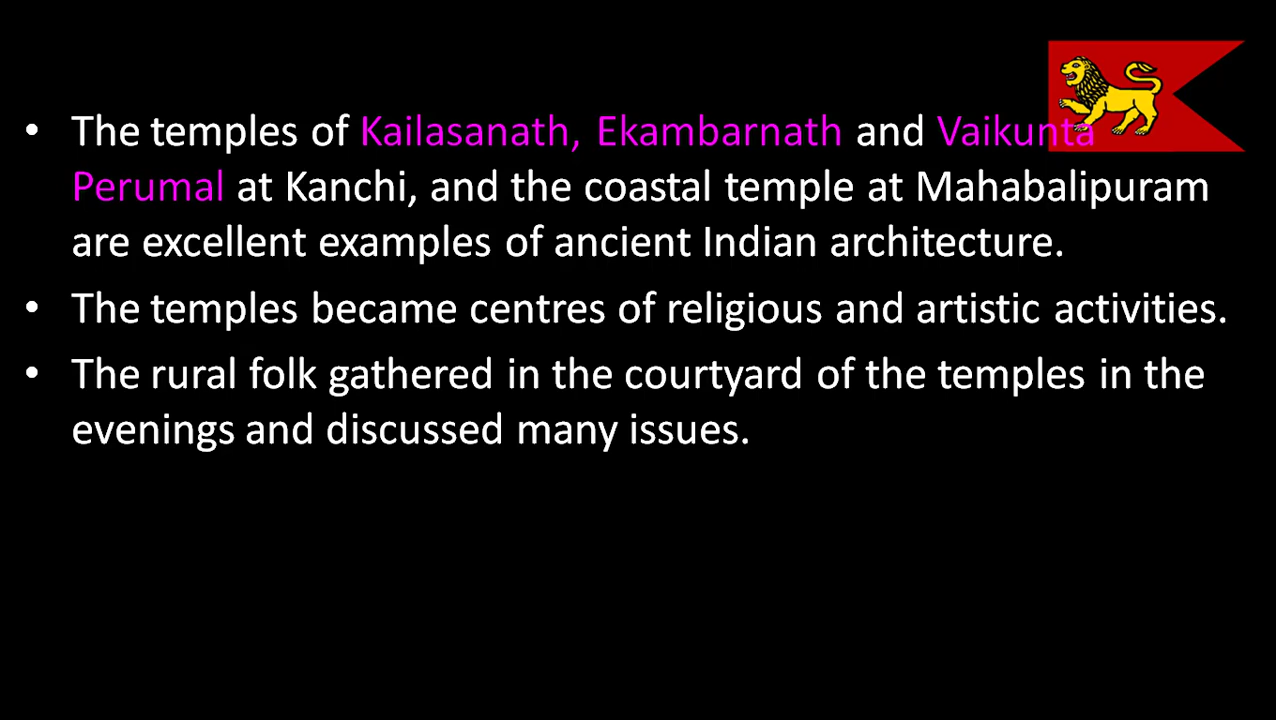 • The temples of Kailasanath, Ekambarnath and Vaikunta
Perumal at Kanchi, and the coastal temple at Mahabalipuram
are excellent examples of ancient Indian architecture.
• The temples became centres of religious and artistic activities.
• The rural folk gathered in the courtyard of the temples in the
evenings and discussed many issues.